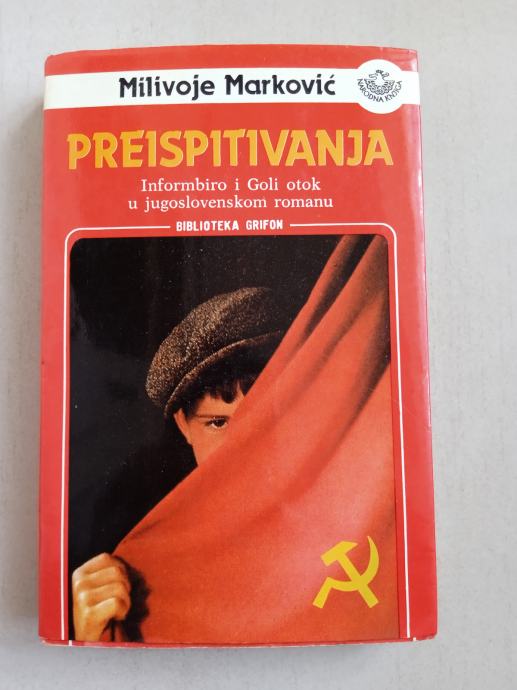 Milivoje Marković
NARODNA KNJIGA
PREISPITIVANJA
Informbiro i Goli otok
u jugoslovenskom romanu
BIBLIOTEKA GRIFON